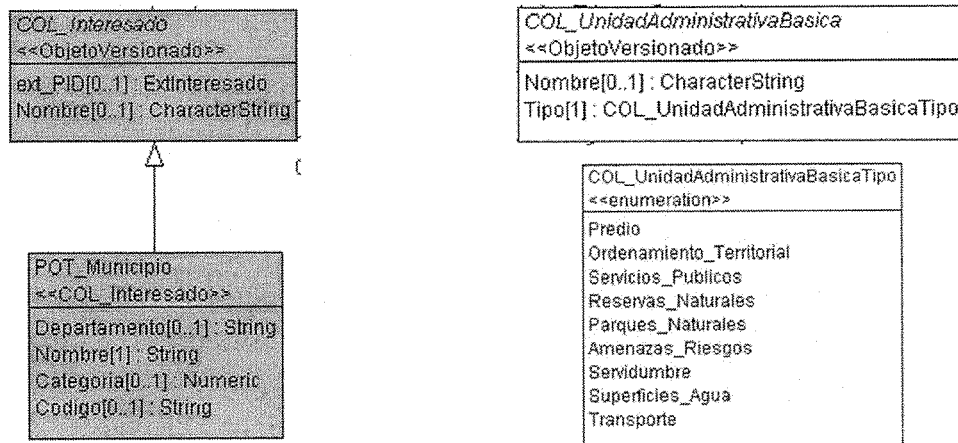 COL_Interesado
<<ObjetoVersionado>>
ext_PID[0..1] : ExtInteresado
Nombre[0..1] : CharacterString
POT_Municipio
<<COL_Interesado>>
Departamento[0..1] : String
Nombre[1] : String
Categoria[0..1] : Numeric
Codigo[0..1] : String
COL_UnidadAdministrativaBasica
<<ObjetoVersionado>>
Nombre[0..1] : CharacterString
Tipo[1] : COL_UnidadAdministrativaBasicaTipo
COL_UnidadAdministrativaBasicaTipo
<<enumeration>>
Predio
Ordenamiento_Territorial
Servicios_Publicos
Reservas_Naturales
Parques_Naturales
Amenazas_Riesgos
Servidumbre
Superficies_Agua
Transporte